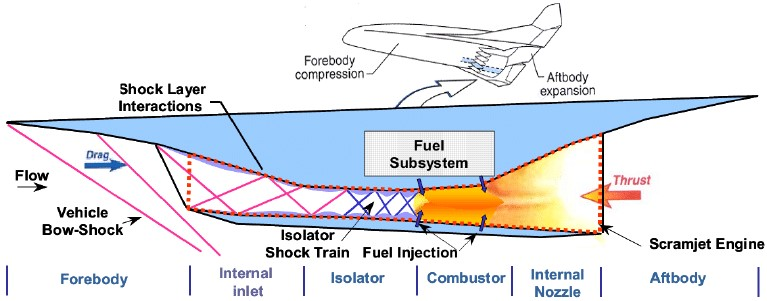 Forebody
compression
Aftbody
expansion
Shock Layer
Interactions
Fuel
Subsystem
Drag
Flow
Thrust
Vehicle
Bow-Shock
Isolator
Shock Train
Fuel Injection
Scramjet Engine
Forebody
Internal
inlet
Isolator
Combustor
Internal
Nozzle
Aftbody